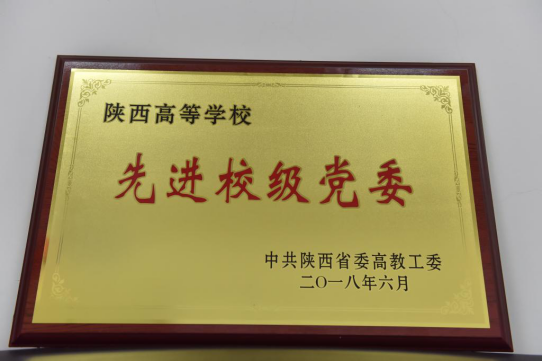 陕西高等学校
先进校级党委
中共陕西省委高教工委
二〇一八年六月